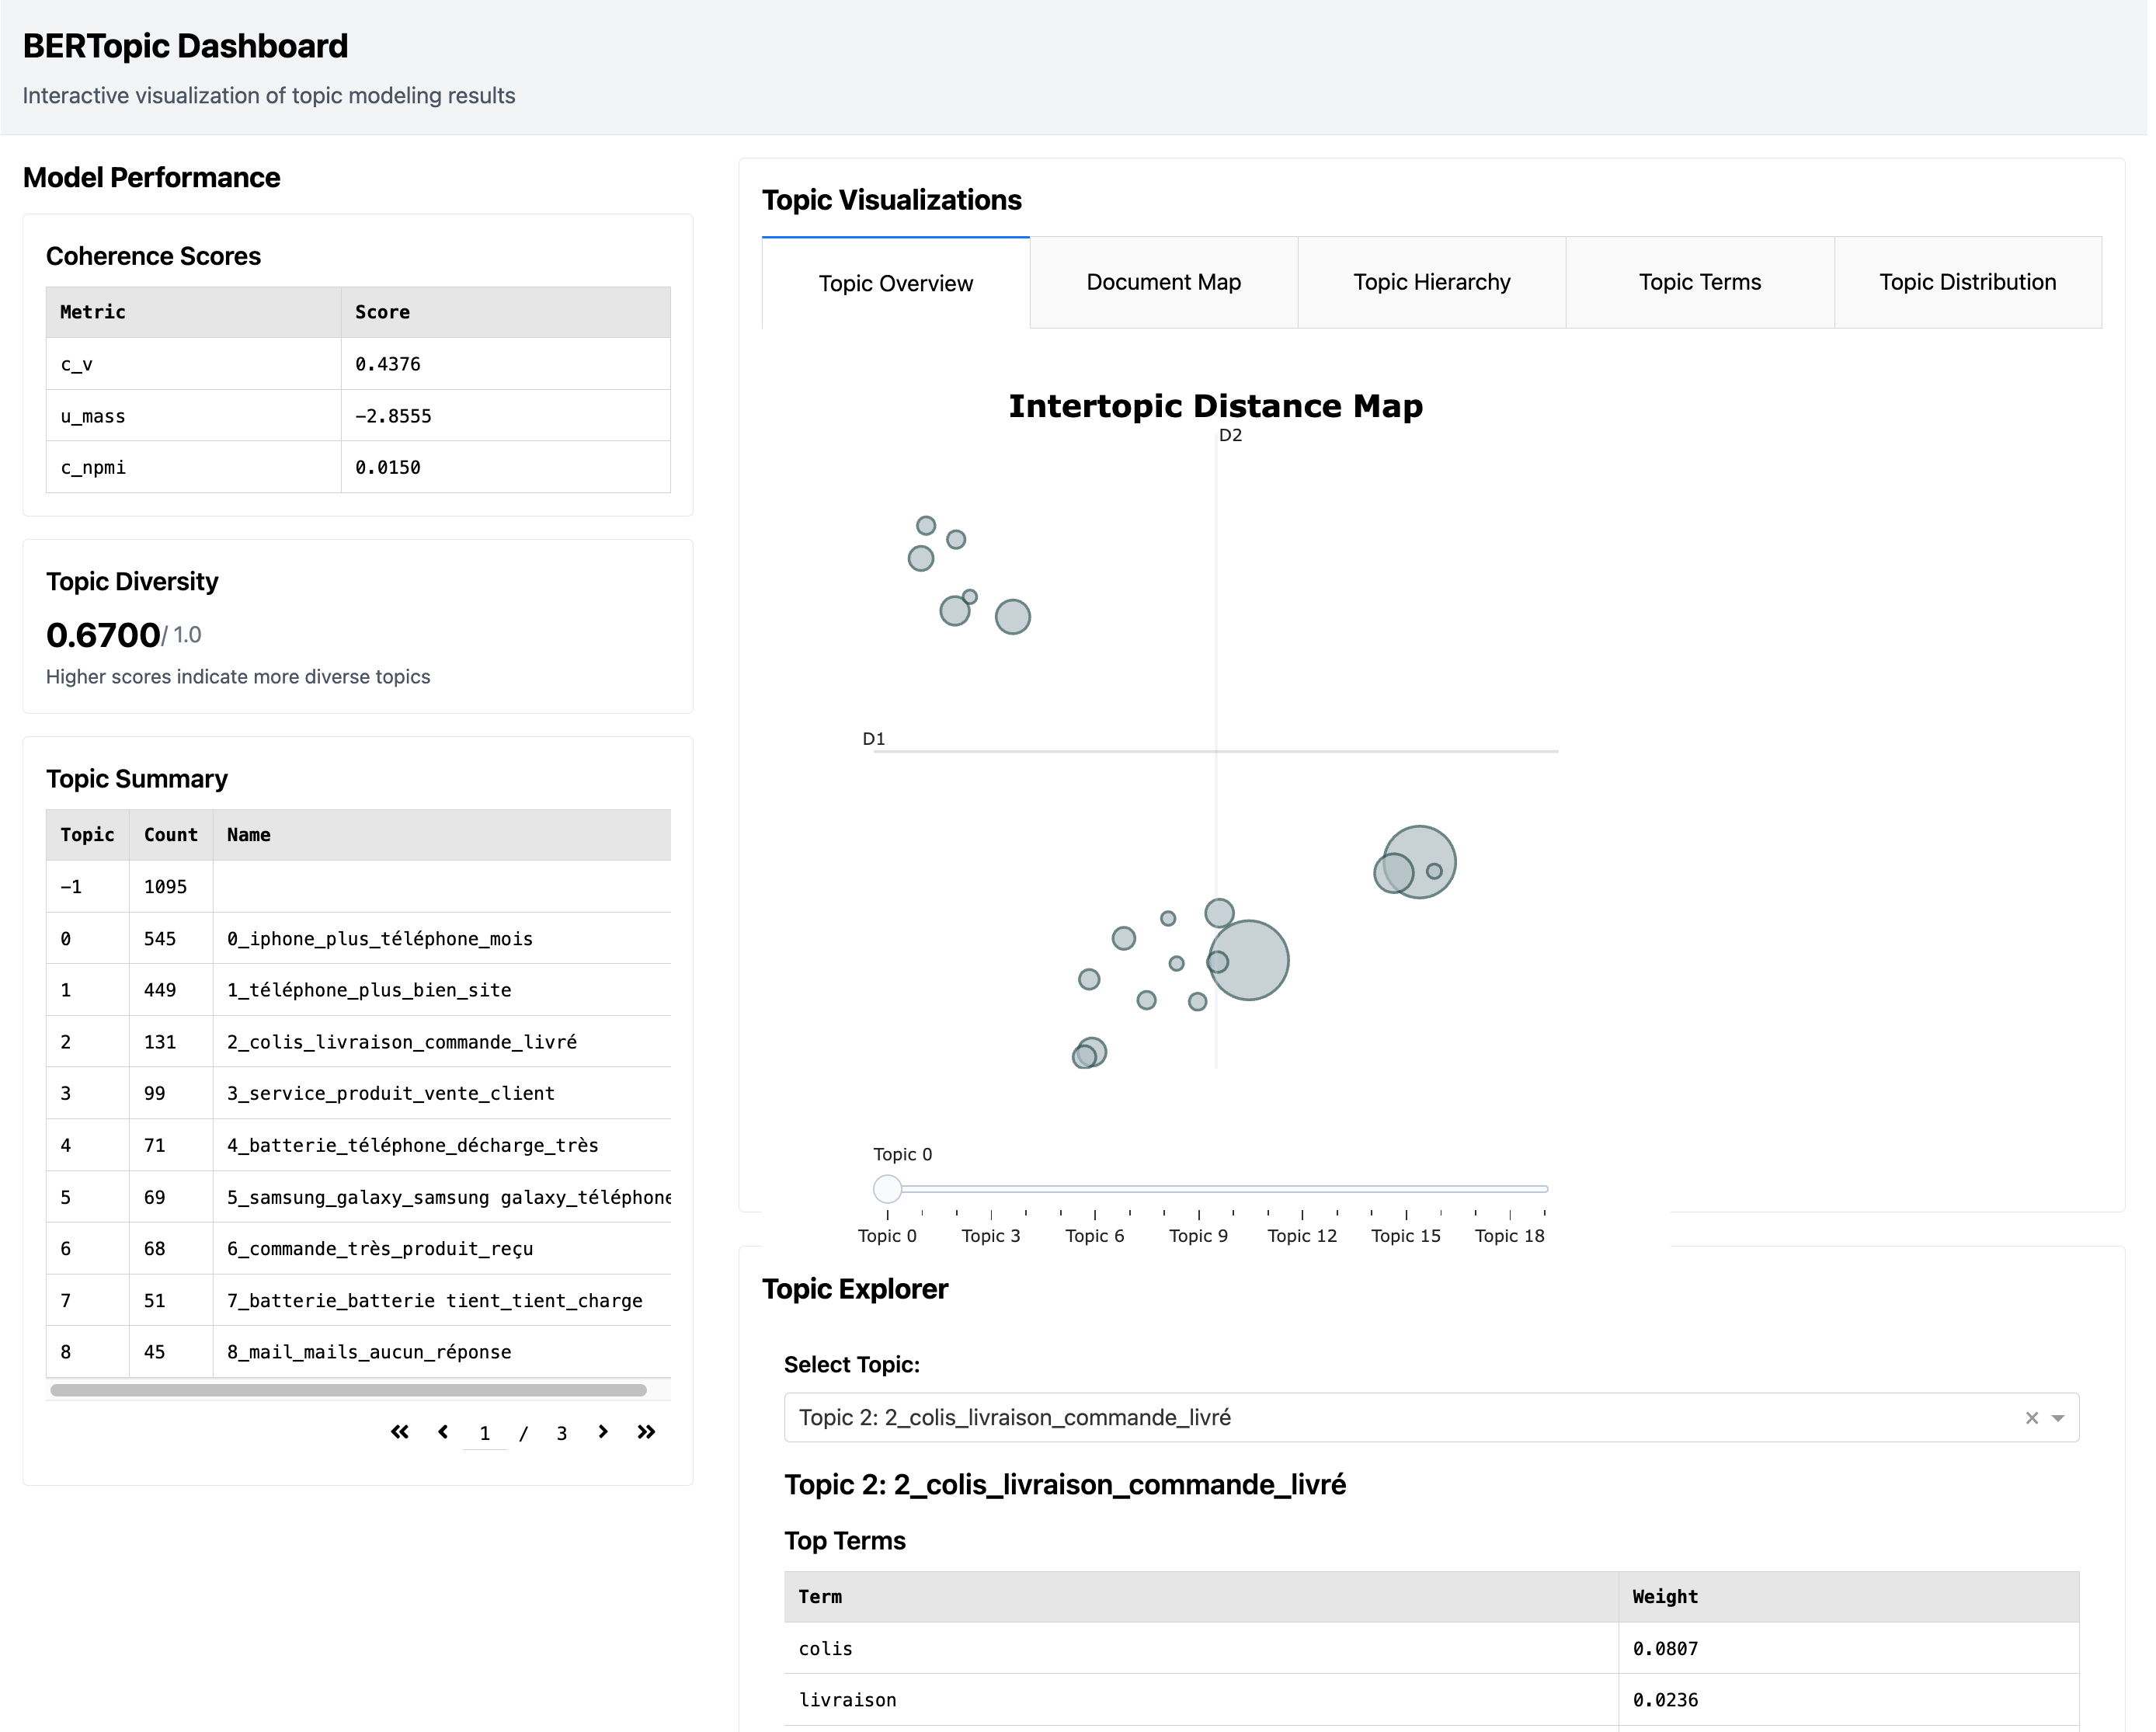 BERTopic Dashboard
Interactive visualization of topic modeling results
Model Performance
Coherence Scores
Metric Score
c_v 0.4376
u_mass −2.8555
c_npmi 0.0150
Topic Diversity
0.6700/ 1.0
Higher scores indicate more diverse topics
Topic Summary
Topic Count Name
−1 1095
0 545 0_iphone_plus_téléphone_mois
1 449 1_téléphone_plus_bien_site
2 131 2_colis_livraison_commande_livré
3 99 3_service_produit_vente_client
4 71 4_batterie_téléphone_décharge_très
5 69 5_samsung_galaxy_samsung galaxy_téléphone
6 68 6_commande_très_produit_reçu
7 51 7_batterie_batterie tient_tient_charge
8 45 8_mail_mails_aucun_réponse
1 / 3
Topic Visualizations
Topic Overview Document Map Topic Hierarchy Topic Terms Topic Distribution
Intertopic Distance Map
D2
D1
Topic 0
Topic 0 Topic 3 Topic 6 Topic 9 Topic 12 Topic 15 Topic 18
Topic Explorer
Select Topic:
Topic 2: 2_colis_livraison_commande_livré
Topic 2: 2_colis_livraison_commande_livré
Top Terms
Term Weight
colis 0.0807
livraison 0.0236